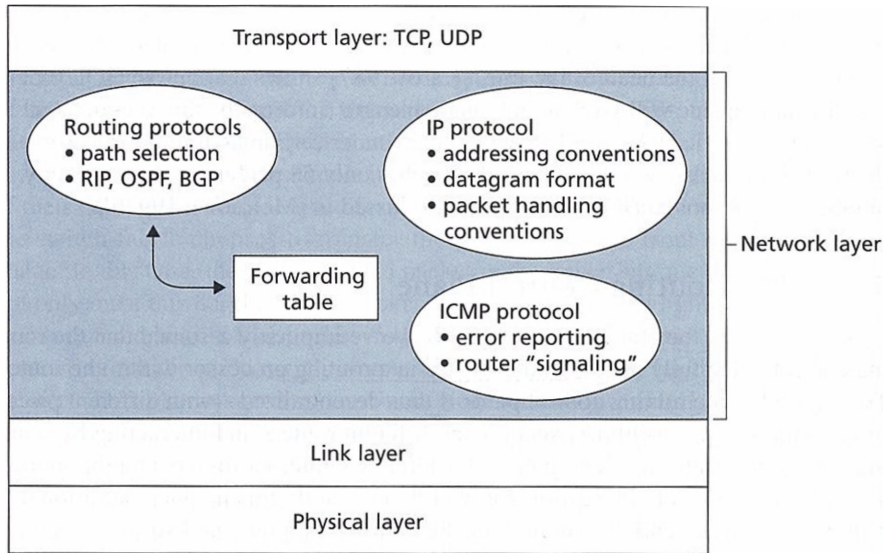 Transport layer: TCP, UDP
Routing protocols
• path selection
• RIP, OSPF, BGP
IP protocol
• addressing conventions
• datagram format
• packet handling
conventions
Network layer
Forwarding
table
ICMP protocol
• error reporting
• router “signaling”
Link layer
Physical layer